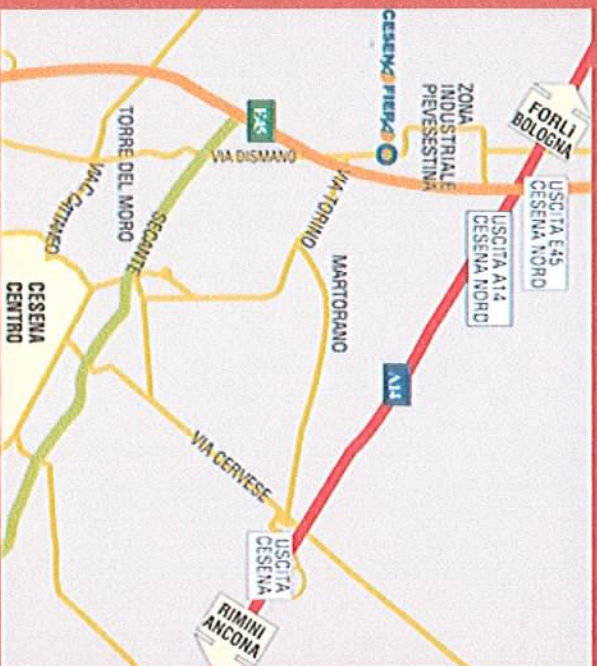 FORLÌ
BOLOGNA
USCITA E45
CESENA NORD
USCITA A14
CESENA NORD
ZONA
INDUSTRIALE
PIEVESESTINA
CESENA FIERA
A14
E45
VIA DISMANO
VIA TORINO
MARTORANO
USCITA
CESENA
RIMINI
ANCONA
VIA CERVESE
SECANTE
TORRE DEL MORO
VIA C. CATTANEO
CESENA
CENTRO